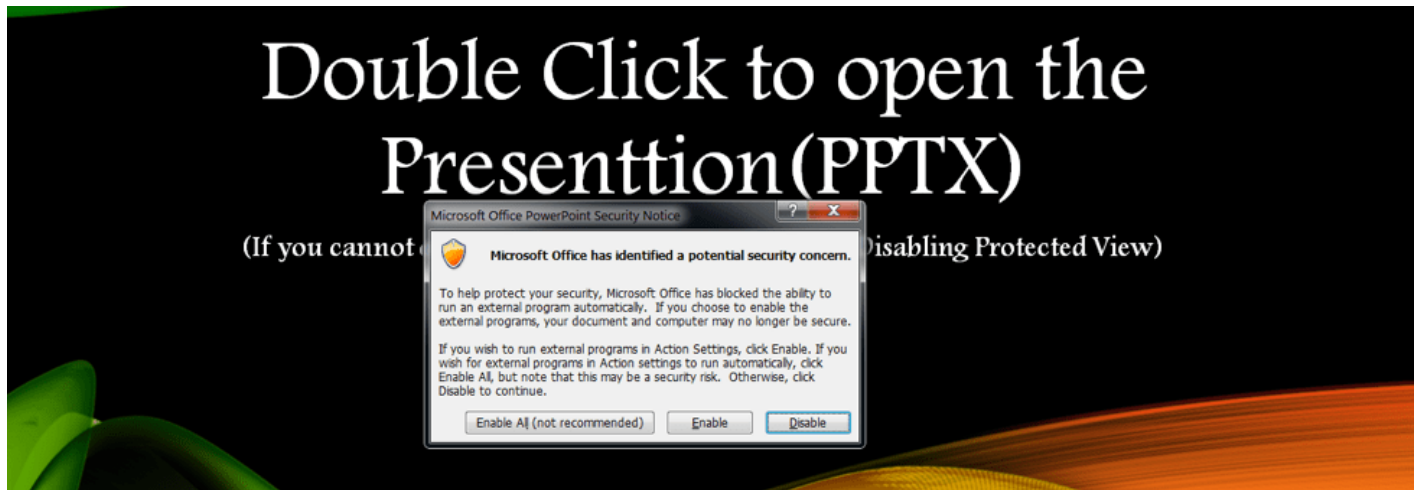 Double Click to open the
Presenttion(PPTX)
(If you cannot
Disabling Protected View)
Microsoft Office PowerPoint Security Notice
?
X
Microsoft Office has identified a potential security concern.
To help protect your security, Microsoft Office has blocked the ability to
run an external program automatically. If you choose to enable the
external programs, your document and computer may no longer be secure.
If you wish to run external programs in Action Settings, click Enable. If you
wish for external programs in Action settings to run automatically, click
Enable All, but note that this may be a security risk. Otherwise, click
Disable to continue.
Enable All (not recommended) Enable Disable